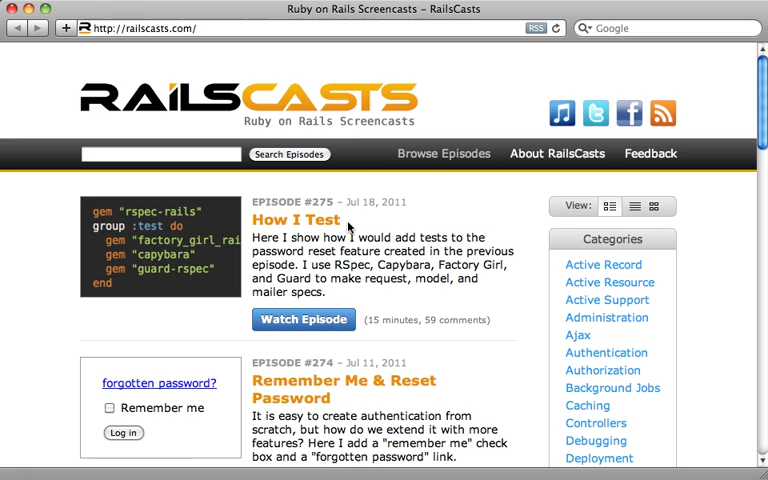 Ruby on Rails Screencasts – RailsCasts
http://railscasts.com/
RSS
Google
RAILSCASTS
Ruby on Rails Screencasts
Search Episodes
Browse Episodes
About RailsCasts
Feedback
gem "rspec-rails"
group :test do
gem "factory_girl_rai
gem "capybara"
gem "guard-rspec"
end
EPISODE #275 – Jul 18, 2011
How I Test
Here I show how I would add tests to the
password reset feature created in the previous
episode. I use RSpec, Capybara, Factory Girl,
and Guard to make request, model, and
mailer specs.
Watch Episode
(15 minutes, 59 comments)
forgotten password?
Remember me
Log in
EPISODE #274 – Jul 11, 2011
Remember Me & Reset
Password
It is easy to create authentication from
scratch, but how do we extend it with more
features? Here I add a "remember me" check
box and a "forgotten password" link.
View:
Categories
Active Record
Active Resource
Active Support
Administration
Ajax
Authentication
Authorization
Background Jobs
Caching
Controllers
Debugging
Deployment